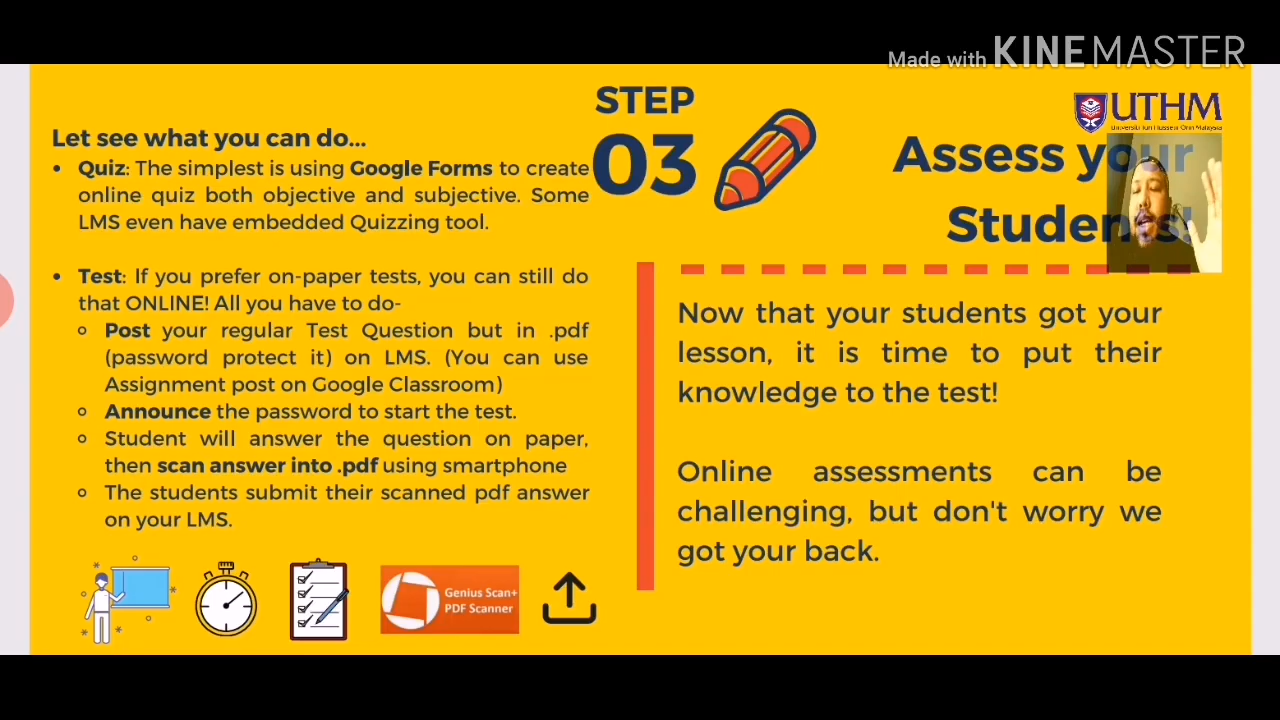 Made with KINEMASTER
UTHM
Universiti Tun Hussein Onn Malaysia
STEP
03
Assess your
Students!
Let see what you can do...
• Quiz: The simplest is using Google Forms to create
online quiz both objective and subjective. Some
LMS even have embedded Quizzing tool.
• Test: If you prefer on-paper tests, you can still do
that ONLINE! All you have to do-
Post your regular Test Question but in .pdf
(password protect it) on LMS. (You can use
Assignment post on Google Classroom)
Announce the password to start the test.
Student will answer the question on paper,
then scan answer into .pdf using smartphone
The students submit their scanned pdf answer
on your LMS.
Genius Scan+
PDF Scanner
Now that your students got your
lesson, it is time to put their
knowledge to the test!
Online assessments can be
challenging, but don't worry we
got your back.